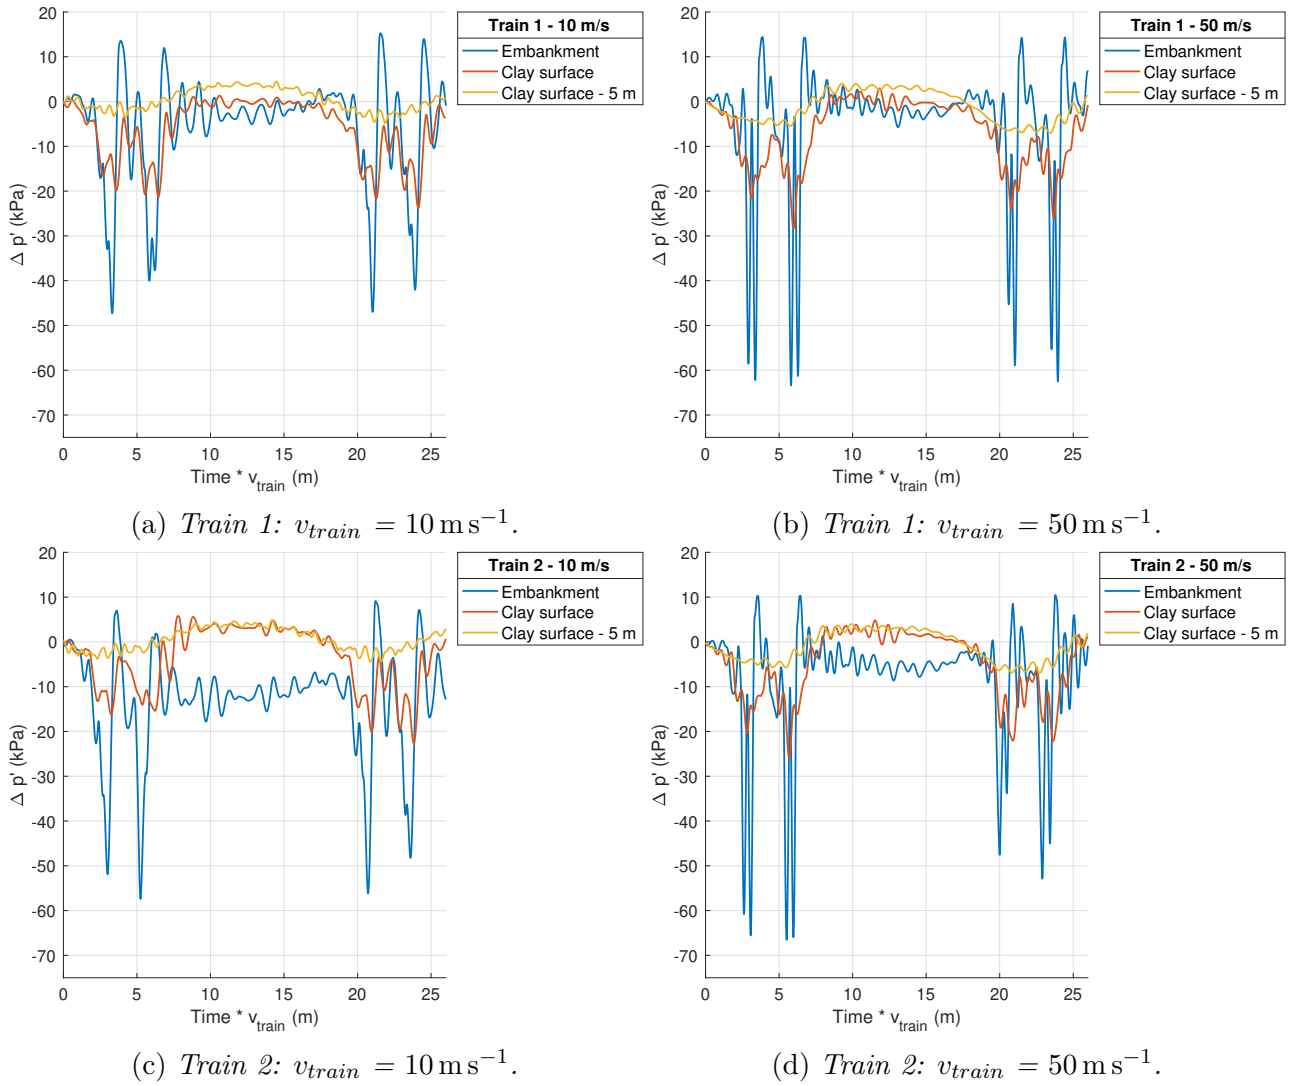 20
10
0
-10
-20
-30
-40
-50
-60
-70
Δ p' (kPa)
0 5 10 15 20 25
Time * v_train (m)
Train 1 - 10 m/s
Embankment
Clay surface
Clay surface - 5 m
(a) Train 1: v_train = 10 m s⁻¹.
20
10
0
-10
-20
-30
-40
-50
-60
-70
Δ p' (kPa)
0 5 10 15 20 25
Time * v_train (m)
Train 1 - 50 m/s
Embankment
Clay surface
Clay surface - 5 m
(b) Train 1: v_train = 50 m s⁻¹.
20
10
0
-10
-20
-30
-40
-50
-60
-70
Δ p' (kPa)
0 5 10 15 20 25
Time * v_train (m)
Train 2 - 10 m/s
Embankment
Clay surface
Clay surface - 5 m
(c) Train 2: v_train = 10 m s⁻¹.
20
10
0
-10
-20
-30
-40
-50
-60
-70
Δ p' (kPa)
0 5 10 15 20 25
Time * v_train (m)
Train 2 - 50 m/s
Embankment
Clay surface
Clay surface - 5 m
(d) Train 2: v_train = 50 m s⁻¹.